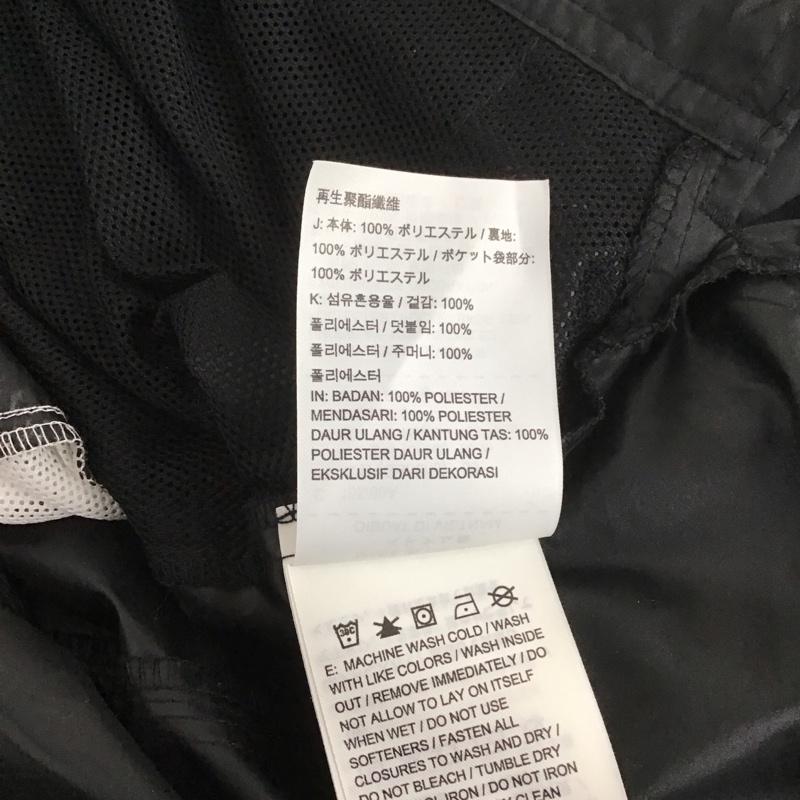 再生聚酯纖維
J: 本体: 100% ポリエステル / 裏地:
100% ポリエステル / ポケット袋部分:
100% ポリエステル
K: 섬유혼용율 / 겉감: 100%
폴리에스터 / 덧붙임: 100%
폴리에스터 / 주머니: 100%
폴리에스터
IN: BADAN: 100% POLIESTER /
MENDASARI: 100% POLIESTER
DAUR ULANG / KANTUNG TAS: 100%
POLIESTER DAUR ULANG /
EKSKLUSIF DARI DEKORASI
30C
E: MACHINE WASH COLD / WASH
WITH LIKE COLORS / WASH INSIDE
OUT / REMOVE IMMEDIATELY / DO
NOT ALLOW TO LAY ON ITSELF
WHEN WET / DO NOT USE
SOFTENERS / FASTEN ALL
CLOSURES TO WASH AND DRY /
DO NOT BLEACH / TUMBLE DRY
/ DO NOT IRON
CLEAN